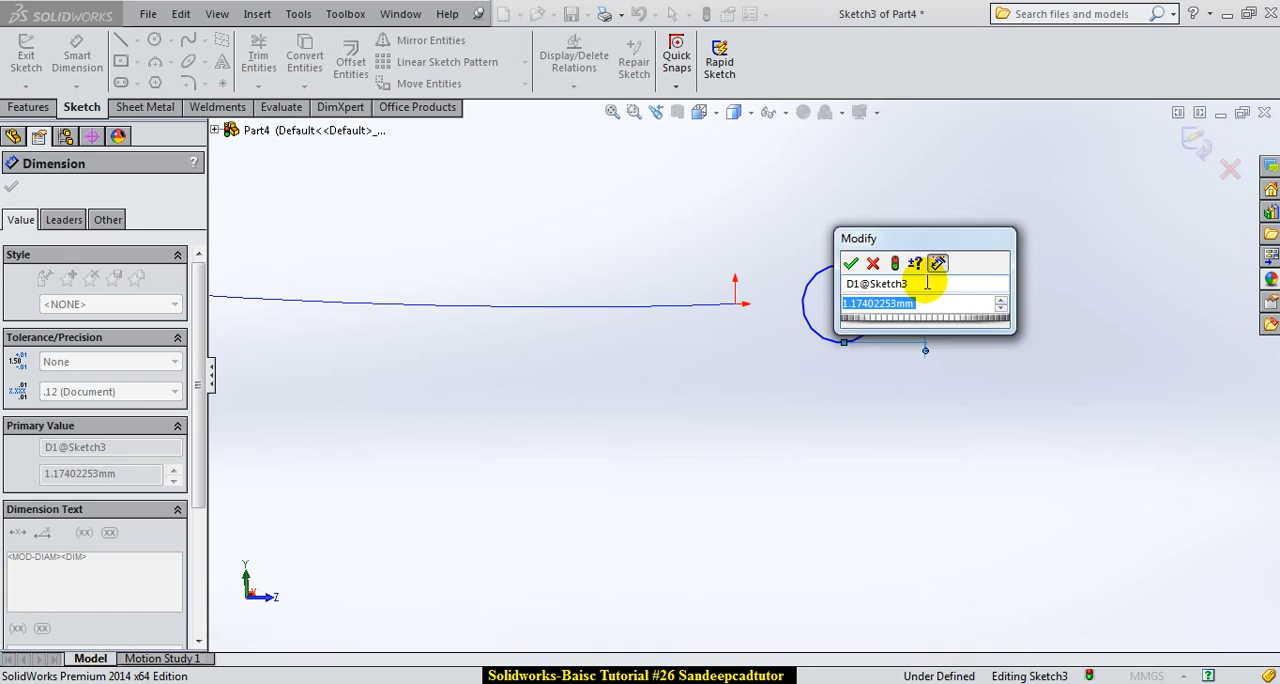 SOLIDWORKS
File Edit View Insert Tools Toolbox Window Help
Sketch3 of Part4 *
Search files and models
Exit Sketch
Smart Dimension
Trim Entities
Convert Entities
Offset Entities
Mirror Entities
Linear Sketch Pattern
Move Entities
Display/Delete Relations
Repair Sketch
Quick Snaps
Rapid Sketch
Features Sketch Sheet Metal Weldments Evaluate DimXpert Office Products
Part4 (Default<<Default>_...
Dimension ?
Value Leaders Other
Style
<NONE>
Tolerance/Precision
None
.12 (Document)
Primary Value
D1@Sketch3
1.17402253mm
Dimension Text
<MOD-DIAM><DIM>
Modify
D1@Sketch3
1.17402253mm
Y
Z
Model Motion Study 1
SolidWorks Premium 2014 x64 Edition
Solidworks-Baisc Tutorial #26 Sandeepcadtutor
Under Defined Editing Sketch3 MMGS